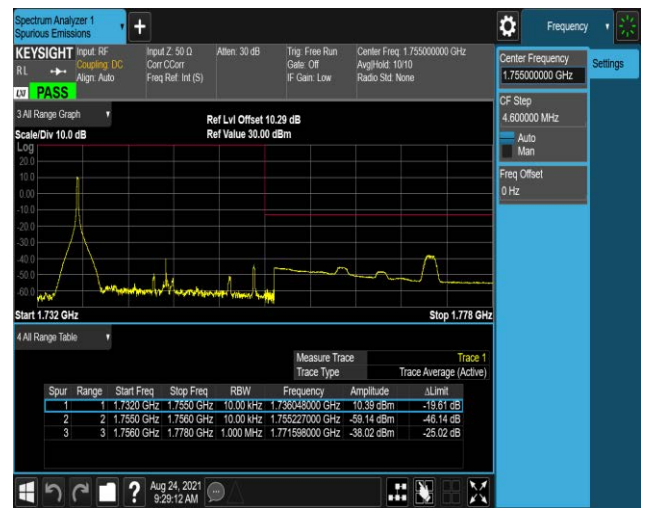 Spectrum Analyzer 1
Spurious Emissions
Frequency
KEYSIGHT
RL
Input: RF
Coupling: DC
Align: Auto
Input Z: 50 Ω
Corr CCorr
Freq Ref: Int (S)
Atten: 30 dB
Trig: Free Run
Gate: Off
IF Gain: Low
Center Freq: 1.755000000 GHz
Avg|Hold: 10/10
Radio Std: None
LXI PASS
3 All Range Graph
Scale/Div 10.0 dB
Ref Lvl Offset 10.29 dB
Ref Value 30.00 dBm
Log
20.0
10.0
0.00
-10.0
-20.0
-30.0
-40.0
-50.0
-60.0
Start 1.732 GHz
Stop 1.778 GHz
4 All Range Table
Measure Trace Trace 1
Trace Type Trace Average (Active)
Spur Range Start Freq Stop Freq RBW Frequency Amplitude ΔLimit
1 1 1.7320 GHz 1.7550 GHz 10.00 kHz 1.736048000 GHz 10.39 dBm -19.61 dB
2 2 1.7550 GHz 1.7560 GHz 10.00 kHz 1.755227000 GHz -59.14 dBm -46.14 dB
3 3 1.7560 GHz 1.7780 GHz 1.000 MHz 1.771598000 GHz -38.02 dBm -25.02 dB
Aug 24, 2021
9:29:12 AM
Center Frequency
1.755000000 GHz
Settings
CF Step
4.600000 MHz
Auto
Man
Freq Offset
0 Hz